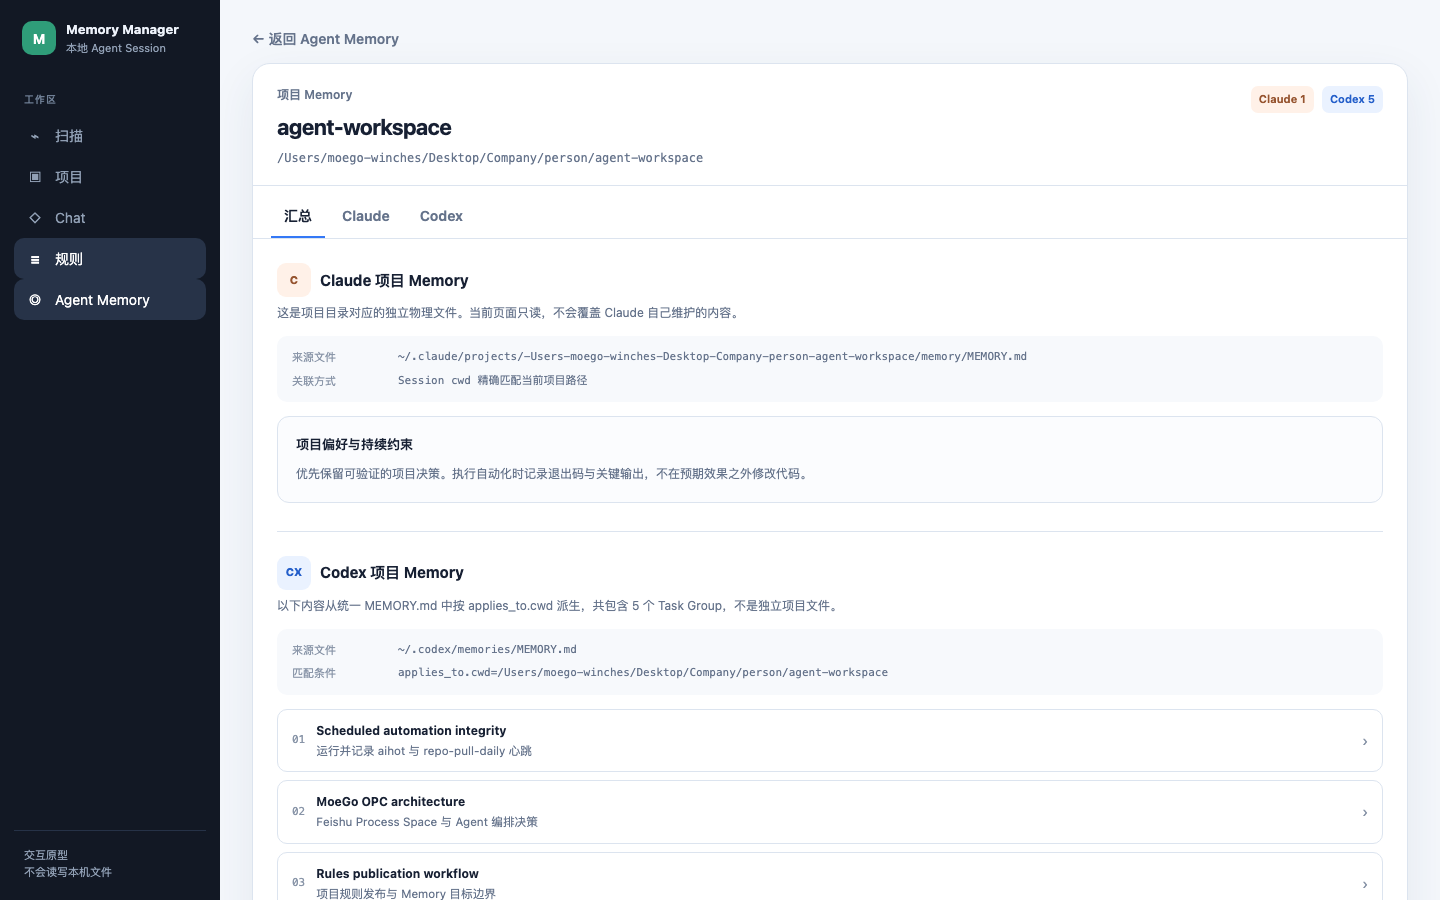 M
Memory Manager
本地 Agent Session
工作区
扫描
项目
Chat
规则
Agent Memory
交互原型
不会读写本机文件
← 返回 Agent Memory
项目 Memory
Claude 1
Codex 5
agent-workspace
/Users/moego-winches/Desktop/Company/person/agent-workspace
汇总
Claude
Codex
C
Claude 项目 Memory
这是项目目录对应的独立物理文件。当前页面只读，不会覆盖 Claude 自己维护的内容。
来源文件
~/.claude/projects/-Users-moego-winches-Desktop-Company-person-agent-workspace/memory/MEMORY.md
关联方式
Session cwd 精确匹配当前项目路径
项目偏好与持续约束
优先保留可验证的项目决策。执行自动化时记录退出码与关键输出，不在预期效果之外修改代码。
CX
Codex 项目 Memory
以下内容从统一 MEMORY.md 中按 applies_to.cwd 派生，共包含 5 个 Task Group，不是独立项目文件。
来源文件
~/.codex/memories/MEMORY.md
匹配条件
applies_to.cwd=/Users/moego-winches/Desktop/Company/person/agent-workspace
01
Scheduled automation integrity
运行并记录 aihot 与 repo-pull-daily 心跳
›
02
MoeGo OPC architecture
Feishu Process Space 与 Agent 编排决策
›
03
Rules publication workflow
项目规则发布与 Memory 目标边界
›